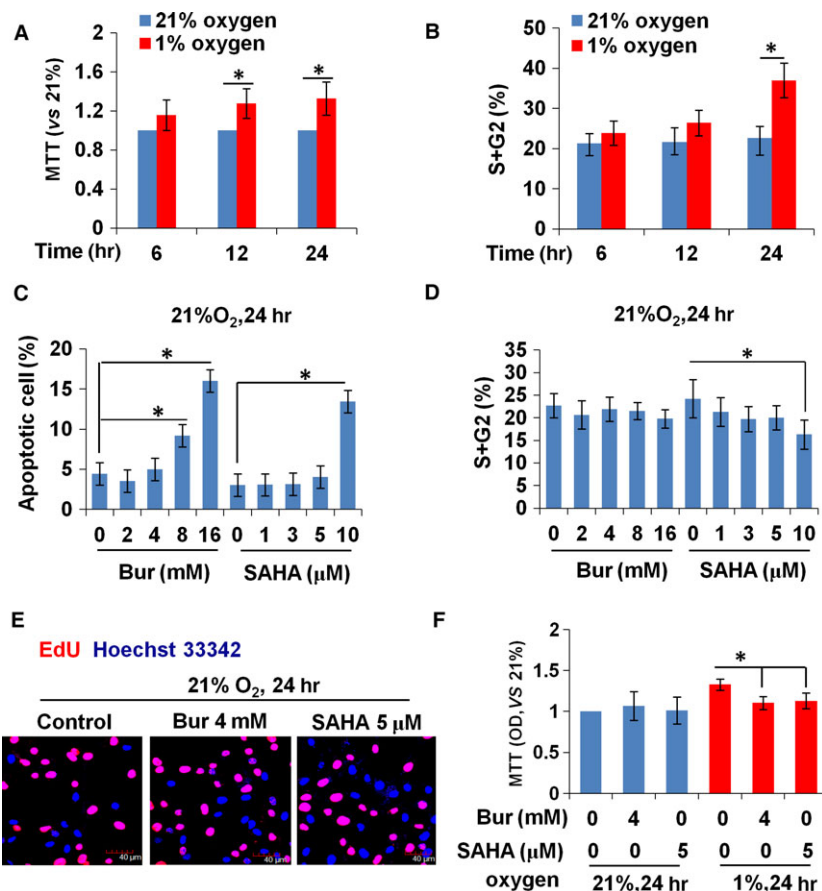 A
21% oxygen
1% oxygen
MTT (vs 21%)
1.6
1.2
0.8
0.4
0
2
*
*
Time (hr) 6 12 24
B
21% oxygen
1% oxygen
S+G2 (%)
50
40
30
20
10
0
*
Time (hr) 6 12 24
C
21%O₂,24 hr
Apoptotic cell (%)
20
15
10
5
0
*
*
*
0 2 4 8 16 0 1 3 5 10
Bur (mM) SAHA (μM)
D
21%O₂,24 hr
S+G2 (%)
35
30
25
20
15
10
5
0
*
0 2 4 8 16 0 1 3 5 10
Bur (mM) SAHA (μM)
E
EdU Hoechst 33342
21% O₂, 24 hr
Control Bur 4 mM SAHA 5 μM
40 μm 40 μm 40 μm
F
MTT (OD,VS 21%)
2
1.5
1
0.5
0
*
Bur (mM) 0 4 0 0 4 0
SAHA (μM) 0 0 5 0 0 5
oxygen 21%,24 hr 1%,24 hr